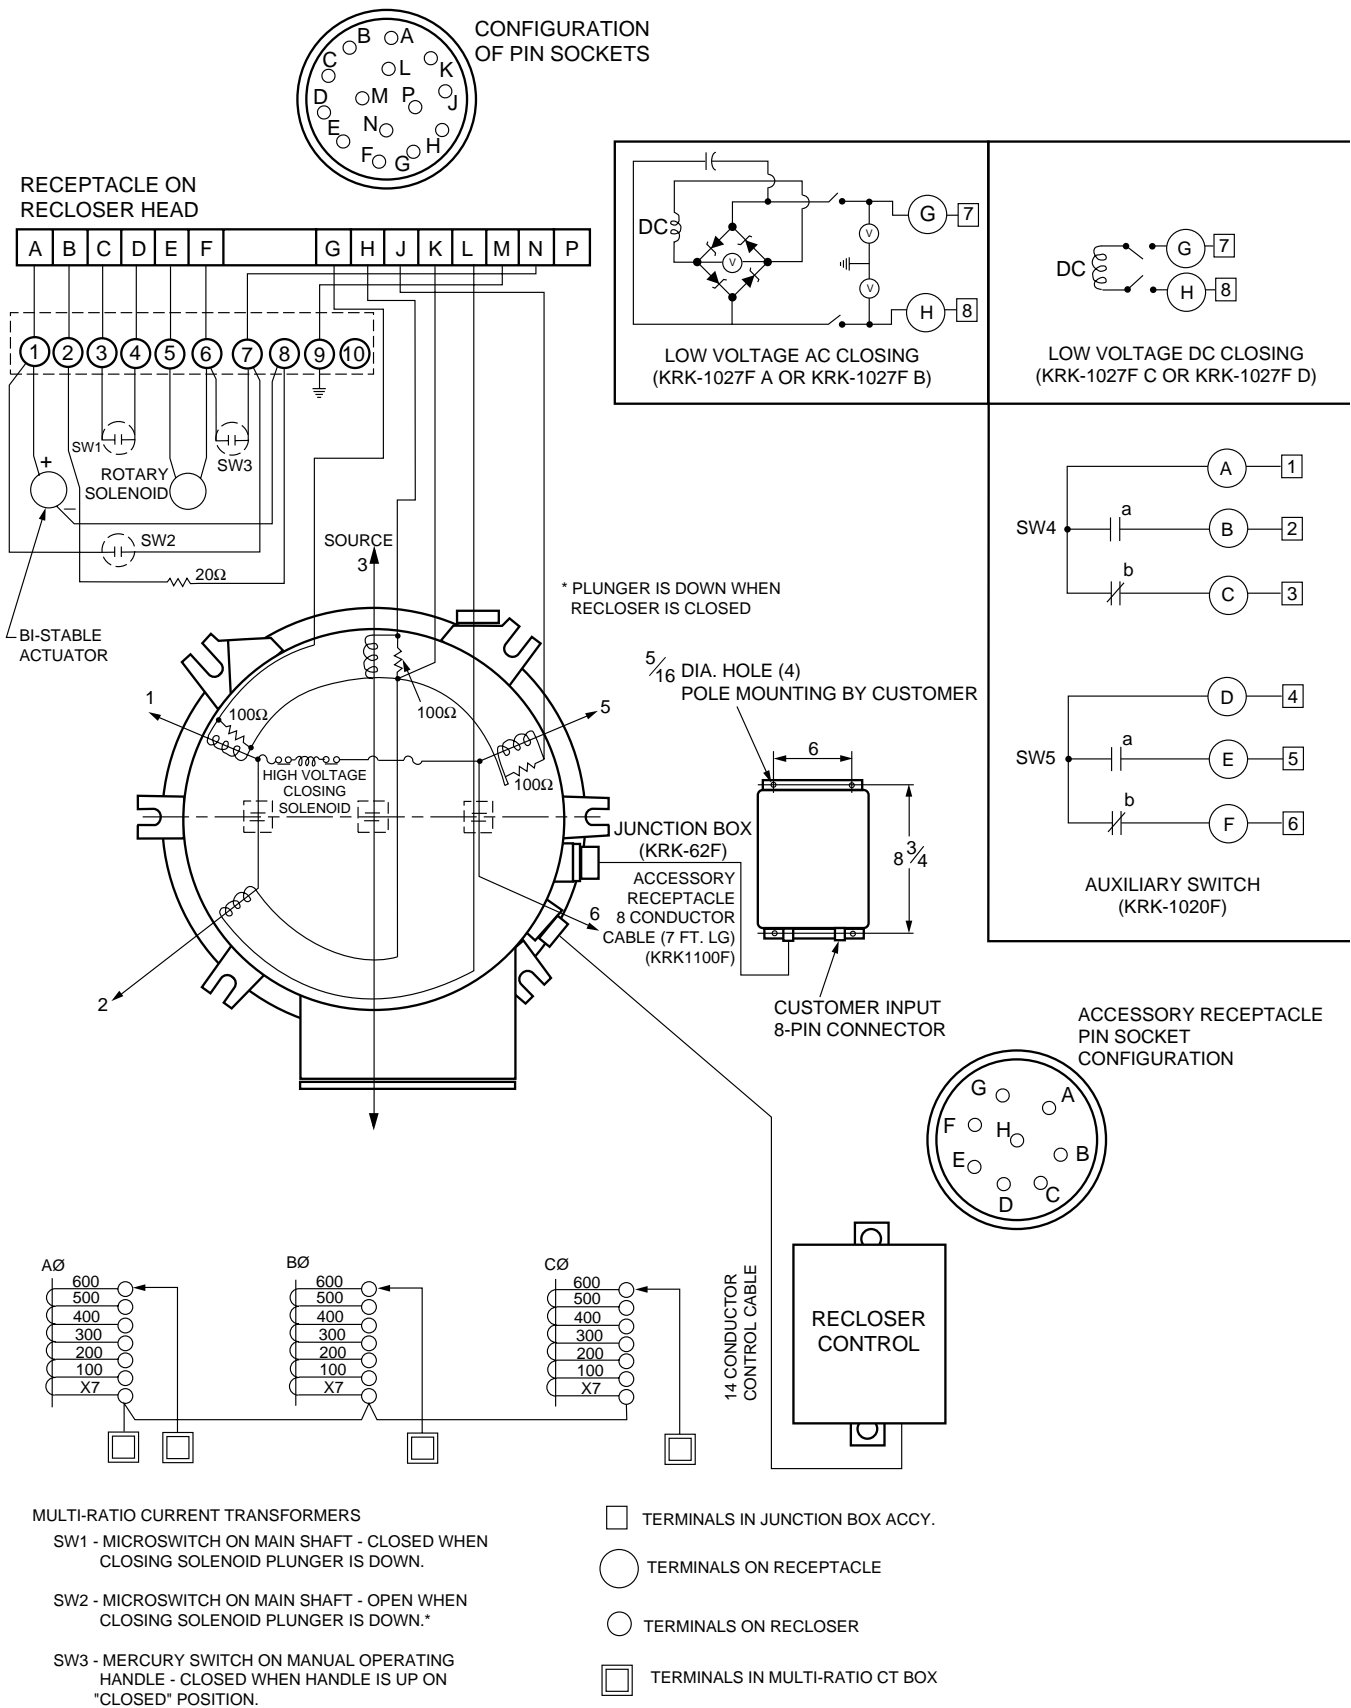 CONFIGURATION
OF PIN SOCKETS
A
B
C
D
E
F
G
H
J
K
L
M
N
P
RECEPTACLE ON
RECLOSER HEAD
A B C D E F G H J K L M N P
1 2 3 4 5 6 7 8 9 10
SW1
SW3
+
ROTARY
SOLENOID
–
SW2
20Ω
BI-STABLE
ACTUATOR
DC
V
V
V
G 7
H 8
LOW VOLTAGE AC CLOSING
(KRK-1027F A OR KRK-1027F B)
DC
G 7
H 8
LOW VOLTAGE DC CLOSING
(KRK-1027F C OR KRK-1027F D)
SW4
A 1
a
B 2
b
C 3
SW5
D 4
a
E 5
b
F 6
AUXILIARY SWITCH
(KRK-1020F)
SOURCE
3
* PLUNGER IS DOWN WHEN
RECLOSER IS CLOSED
1
100Ω
100Ω
5
100Ω
HIGH VOLTAGE
CLOSING
SOLENOID
2
6
5/16 DIA. HOLE (4)
POLE MOUNTING BY CUSTOMER
6
8 3/4
JUNCTION BOX
(KRK-62F)
ACCESSORY
RECEPTACLE
8 CONDUCTOR
CABLE (7 FT. LG)
(KRK1100F)
CUSTOMER INPUT
8-PIN CONNECTOR
ACCESSORY RECEPTACLE
PIN SOCKET
CONFIGURATION
G
A
F
H
B
E
D
C
14 CONDUCTOR
CONTROL CABLE
RECLOSER
CONTROL
AØ
600
500
400
300
200
100
X7
BØ
600
500
400
300
200
100
X7
CØ
600
500
400
300
200
100
X7
MULTI-RATIO CURRENT TRANSFORMERS
SW1 - MICROSWITCH ON MAIN SHAFT - CLOSED WHEN
CLOSING SOLENOID PLUNGER IS DOWN.
SW2 - MICROSWITCH ON MAIN SHAFT - OPEN WHEN
CLOSING SOLENOID PLUNGER IS DOWN.*
SW3 - MERCURY SWITCH ON MANUAL OPERATING
HANDLE - CLOSED WHEN HANDLE IS UP ON
"CLOSED" POSITION.
TERMINALS IN JUNCTION BOX ACCY.
TERMINALS ON RECEPTACLE
TERMINALS ON RECLOSER
TERMINALS IN MULTI-RATIO CT BOX